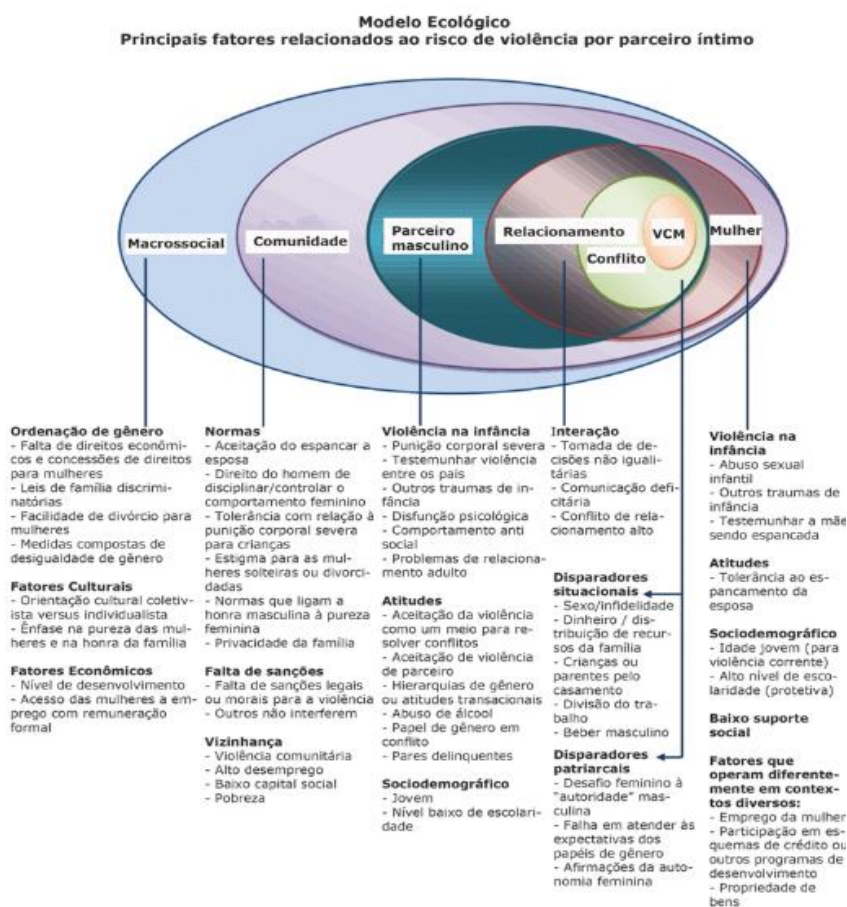 Modelo Ecológico
Principais fatores relacionados ao risco de violência por parceiro íntimo
Macrossocial
Comunidade
Parceiro
masculino
Relacionamento
Conflito
VCM
Mulher
Ordenação de gênero
- Falta de direitos econômi-
cos e concessões de direitos
para mulheres
- Leis de família discrimi-
natórias
- Facilidade de divórcio para
mulheres
- Medidas compostas de
desigualdade de gênero
Fatores Culturais
- Orientação cultural coletiv-
ista versus individualista
- Ênfase na pureza das mu-
lheres e na honra da família
Fatores Econômicos
- Nível de desenvolvimento
- Acesso das mulheres a em-
prego com remuneração
formal
Normas
- Aceitação do espancar a
esposa
- Direito do homem de
disciplinar/controlar o
comportamento feminino
- Tolerância com relação à
punição corporal severa
para crianças
- Estigma para as mu-
lheres solteiras ou divorci-
dadas
- Normas que ligam a
honra masculina à pureza
feminina
- Privacidade da família
Falta de sanções
- Falta de sanções legais
ou morais para a violência
- Outros não interferem
Vizinhança
- Violência comunitária
- Alto desemprego
- Baixo capital social
- Pobreza
Violência na infância
- Punição corporal severa
- Testemunhar violência
entre os pais
- Outros traumas de in-
fância
- Disfunção psicológica
- Comportamento anti
social
- Problemas de relaciona-
mento adulto
Atitudes
- Aceitação da violência
como um meio para re-
solver conflitos
- Aceitação de violência
de parceiro
- Hierarquias de gênero
ou atitudes transacionais
- Abuso de álcool
- Papel de gênero em
conflito
- Pares delinquentes
Sociodemográfico
- Jovem
- Nível baixo de escolari-
dade
Interação
- Tomada de de-
cisões não iguali-
tárias
- Comunicação defi-
citária
- Conflito de rela-
cionamento alto
Disparadores
situacionais
- Sexo/infidelidade
- Dinheiro / dis-
tribuição de recur-
sos da família
- Crianças ou
parentes pelo
casamento
- Divisão do tra-
balho
- Beber masculino
Disparadores
patriarcais
- Desafio feminino à
"autoridade" mas-
culina
- Falha em atender às
expectativas dos
papéis de gênero
- Afirmações da auto-
nomia feminina
Violência na
infância
- Abuso sexual
infantil
- Outros traumas de
infância
- Testemunhar a mãe
sendo espancada
Atitudes
- Tolerância ao es-
pancamento da
esposa
Sociodemográfico
- Idade jovem (para
violência corrente)
- Alto nível de esco-
laridade (protetiva)
Baixo suporte
social
Fatores que
operam diferente-
mente em contex-
tos diversos:
- Emprego da mulher
- Participação em es-
quemas de crédito ou
outros programas de
desenvolvimento
- Propriedade de
bens